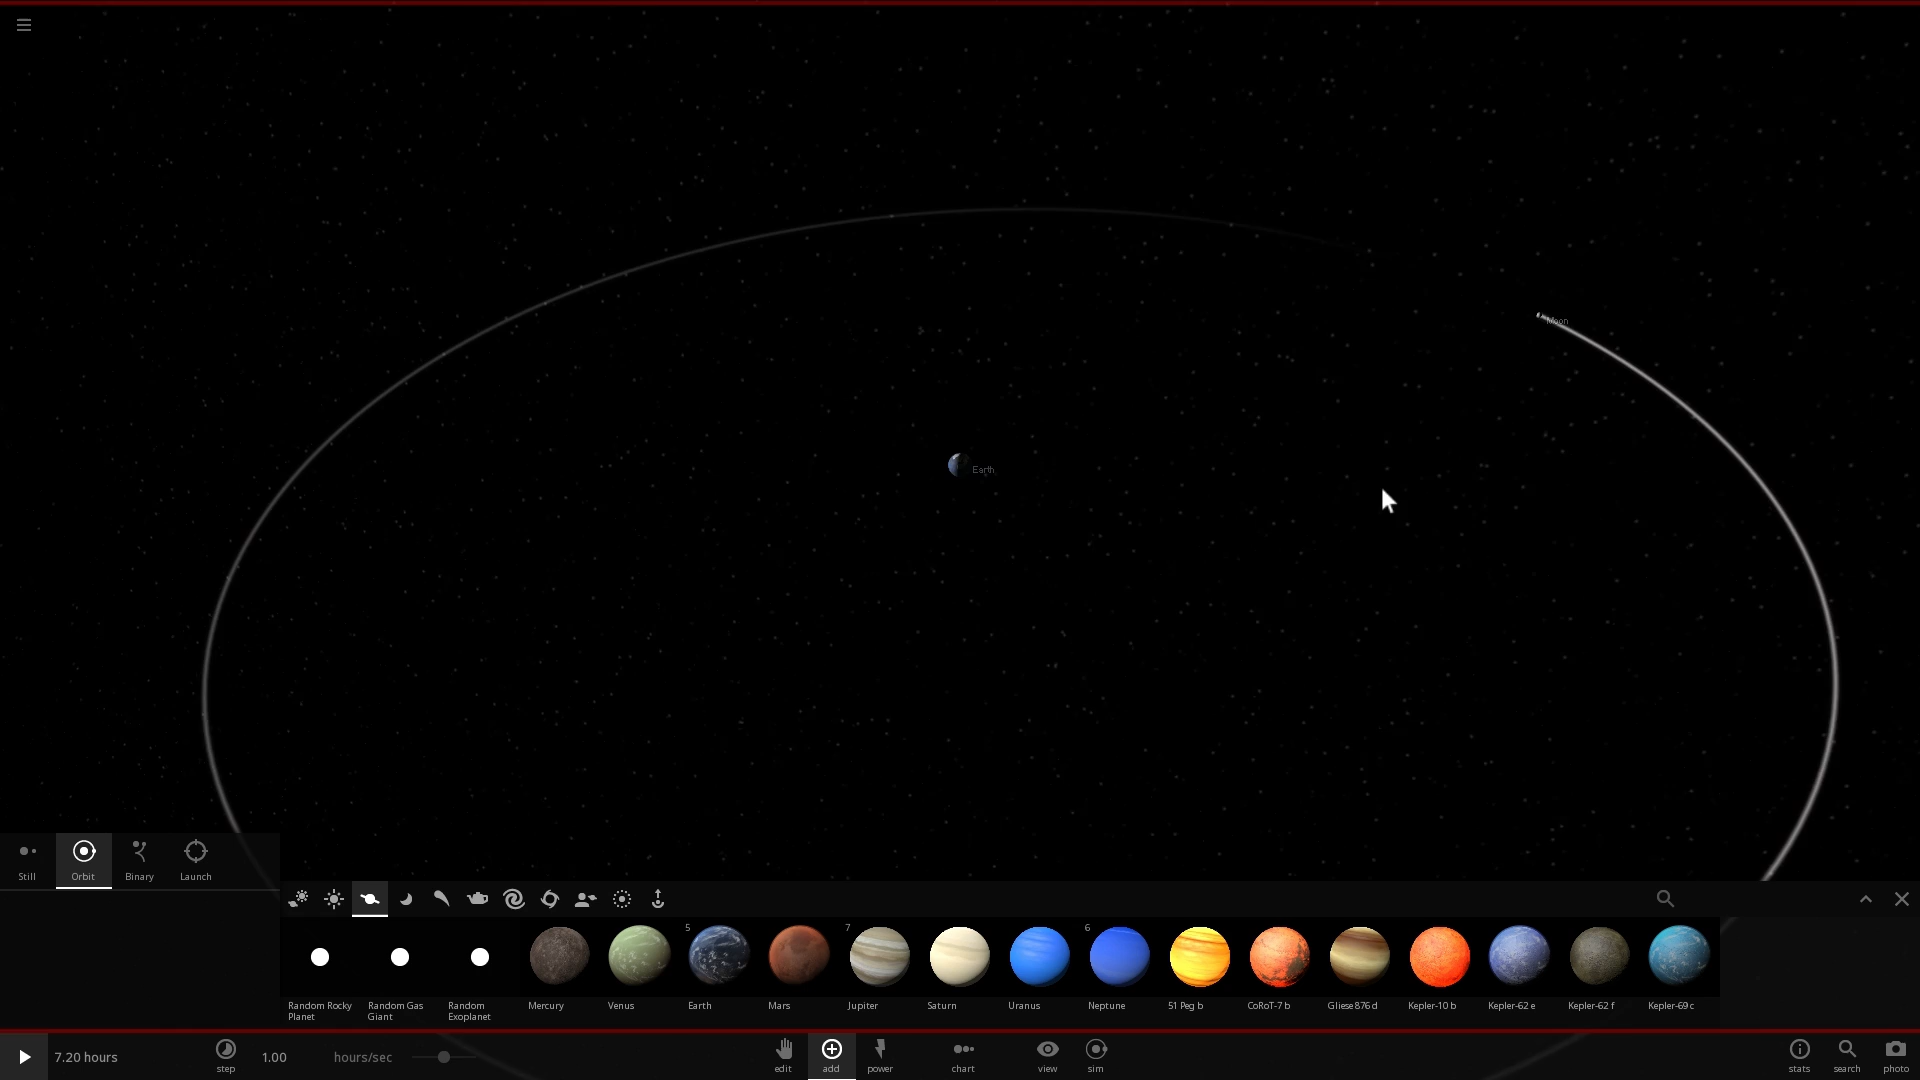 Moon
Earth
Still Orbit Binary Launch
5 7 6
Random Rocky Planet
Random Gas Giant
Random Exoplanet
Mercury
Venus
Earth
Mars
Jupiter
Saturn
Uranus
Neptune
51 Peg b
CoRoT-7 b
Gliese 876 d
Kepler-10 b
Kepler-62 e
Kepler-62 f
Kepler-69 c
7.20 hours
step
1.00 hours/sec
edit
add
power
chart
view
sim
stats
search
photo